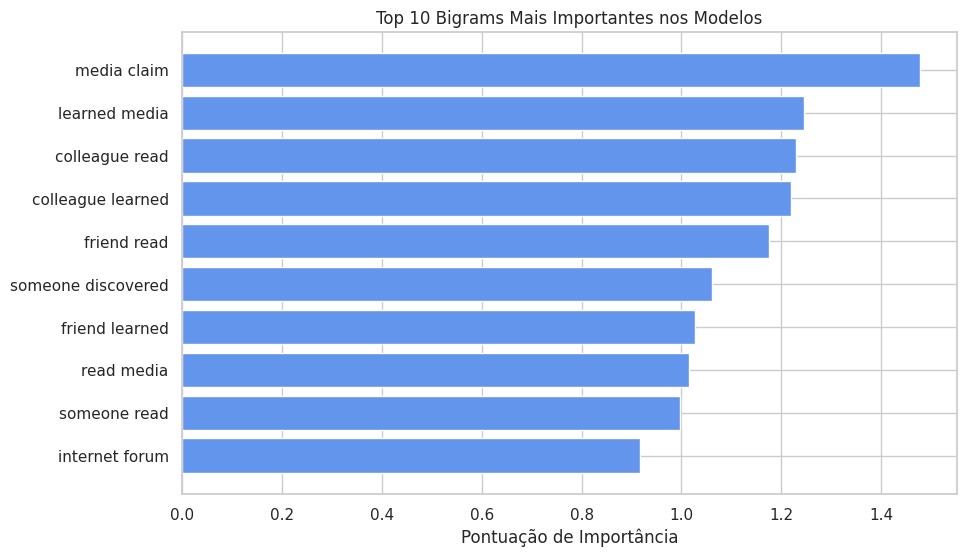 Top 10 Bigrams Mais Importantes nos Modelos
media claim
learned media
colleague read
colleague learned
friend read
someone discovered
friend learned
read media
someone read
internet forum
0.0 0.2 0.4 0.6 0.8 1.0 1.2 1.4
Pontuação de Importância